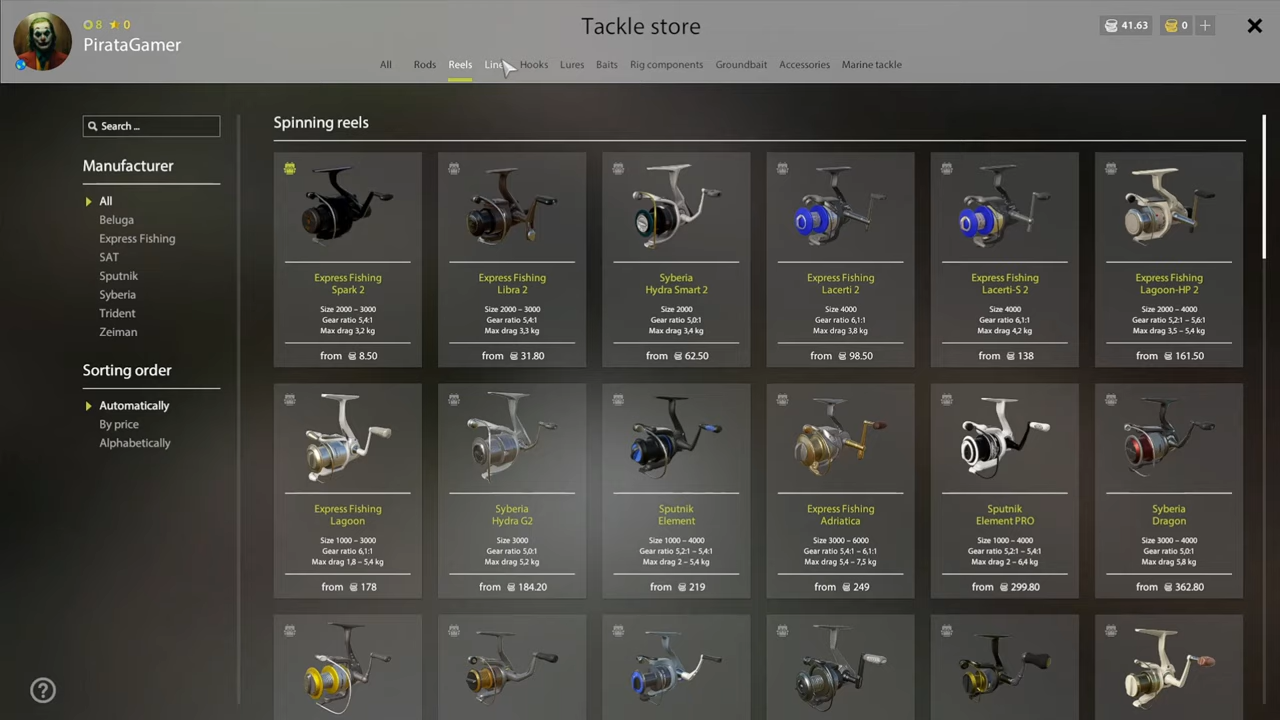 8 0
PirataGamer
Tackle store
41.63 0 +
All Rods Reels Line Hooks Lures Baits Rig components Groundbait Accessories Marine tackle
Search ...
Manufacturer
All
Beluga
Express Fishing
SAT
Sputnik
Syberia
Trident
Zeiman
Sorting order
Automatically
By price
Alphabetically
Spinning reels
Express Fishing
Spark 2
Size 2000 – 3000
Gear ratio 5,4:1
Max drag 3,2 kg
from 8.50
Express Fishing
Libra 2
Size 2000 – 3000
Gear ratio 5,4:1
Max drag 3,3 kg
from 31.80
Syberia
Hydra Smart 2
Size 2000
Gear ratio 5,0:1
Max drag 3,4 kg
from 62.50
Express Fishing
Lacerti 2
Size 4000
Gear ratio 6,1:1
Max drag 3,8 kg
from 98.50
Express Fishing
Lacerti-S 2
Size 4000
Gear ratio 6,1:1
Max drag 4,2 kg
from 138
Express Fishing
Lagoon-HP 2
Size 2000 – 4000
Gear ratio 5,2:1 – 5,6:1
Max drag 3,5 – 5,4 kg
from 161.50
Express Fishing
Lagoon
Size 1000 – 3000
Gear ratio 6,1:1
Max drag 1,8 – 5,4 kg
from 178
Syberia
Hydra G2
Size 3000
Gear ratio 5,0:1
Max drag 5,2 kg
from 184.20
Sputnik
Element
Size 1000 – 4000
Gear ratio 5,2:1 – 5,4:1
Max drag 2 – 5,4 kg
from 219
Express Fishing
Adriatica
Size 3000 – 6000
Gear ratio 5,4:1 – 6,1:1
Max drag 5,4 – 7,5 kg
from 249
Sputnik
Element PRO
Size 1000 – 4000
Gear ratio 5,2:1 – 5,4:1
Max drag 2 – 6,4 kg
from 299.80
Syberia
Dragon
Size 3000 – 4000
Gear ratio 5,0:1
Max drag 5,8 kg
from 362.80
?